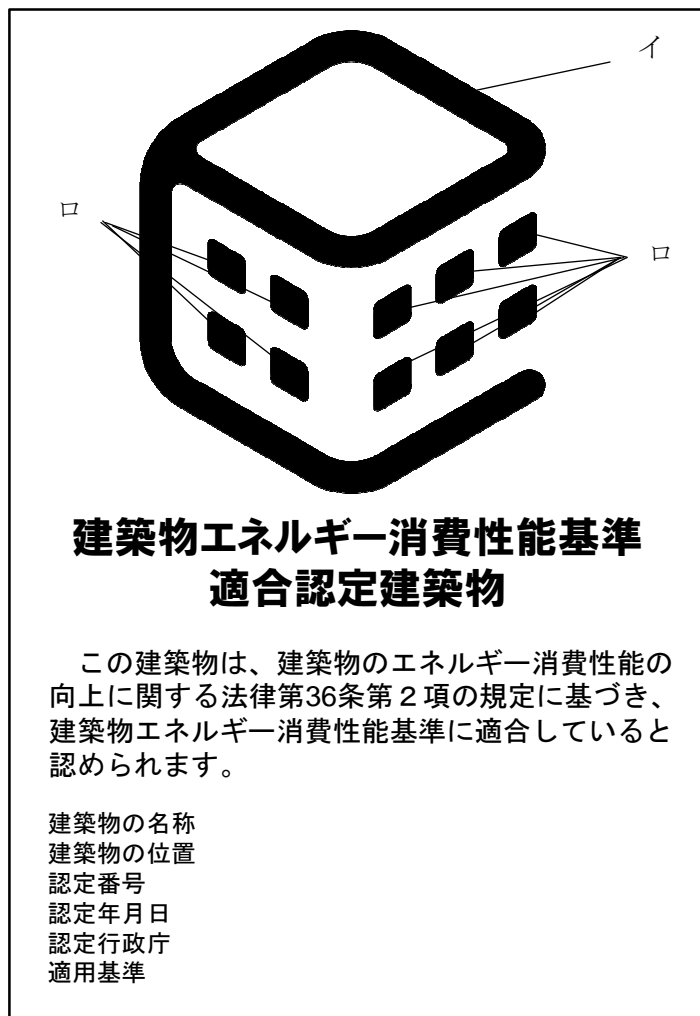 イ
ロ
ロ
建築物エネルギー消費性能基準
適合認定建築物
　この建築物は、建築物のエネルギー消費性能の
向上に関する法律第36条第２項の規定に基づき、
建築物エネルギー消費性能基準に適合していると
認められます。
建築物の名称
建築物の位置
認定番号
認定年月日
認定行政庁
適用基準